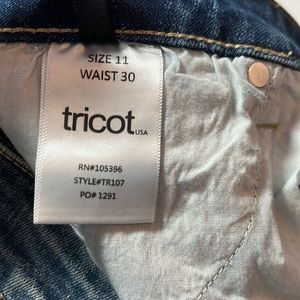 SIZE 11
WAIST 30
tricot USA
RN#105396
STYLE#TR107
PO# 1291